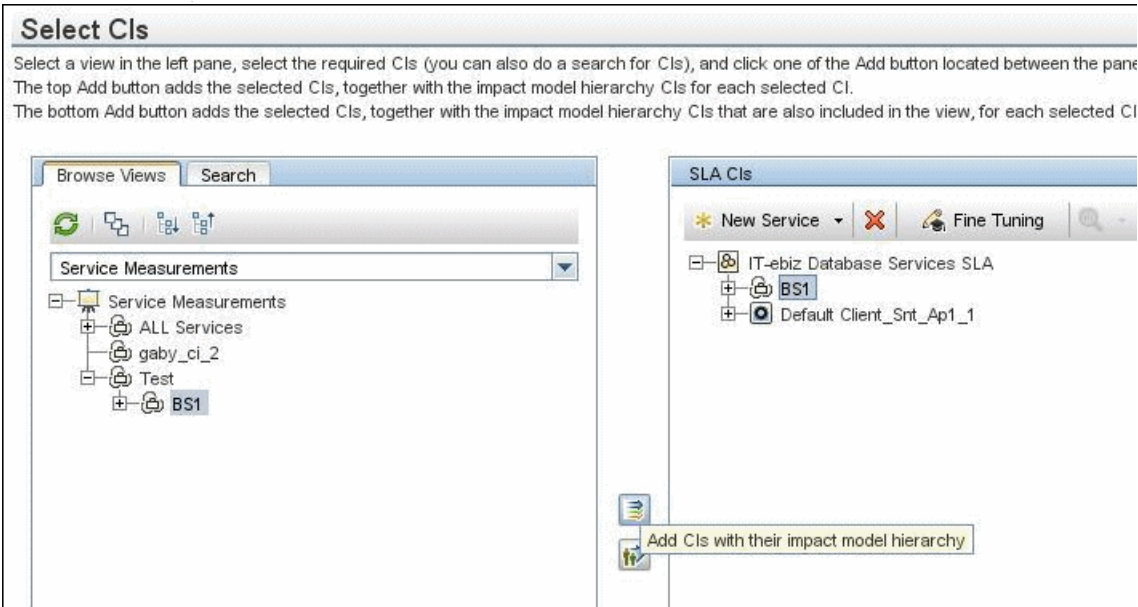 Select CIs
Select a view in the left pane, select the required CIs (you can also do a search for CIs), and click one of the Add button located between the pane
The top Add button adds the selected CIs, together with the impact model hierarchy CIs for each selected CI.
The bottom Add button adds the selected CIs, together with the impact model hierarchy CIs that are also included in the view, for each selected CI
Browse Views Search
SLA CIs
New Service Fine Tuning
Service Measurements
IT-ebiz Database Services SLA
BS1
Default Client_Snt_Ap1_1
Service Measurements
ALL Services
gaby_ci_2
Test
BS1
Add CIs with their impact model hierarchy